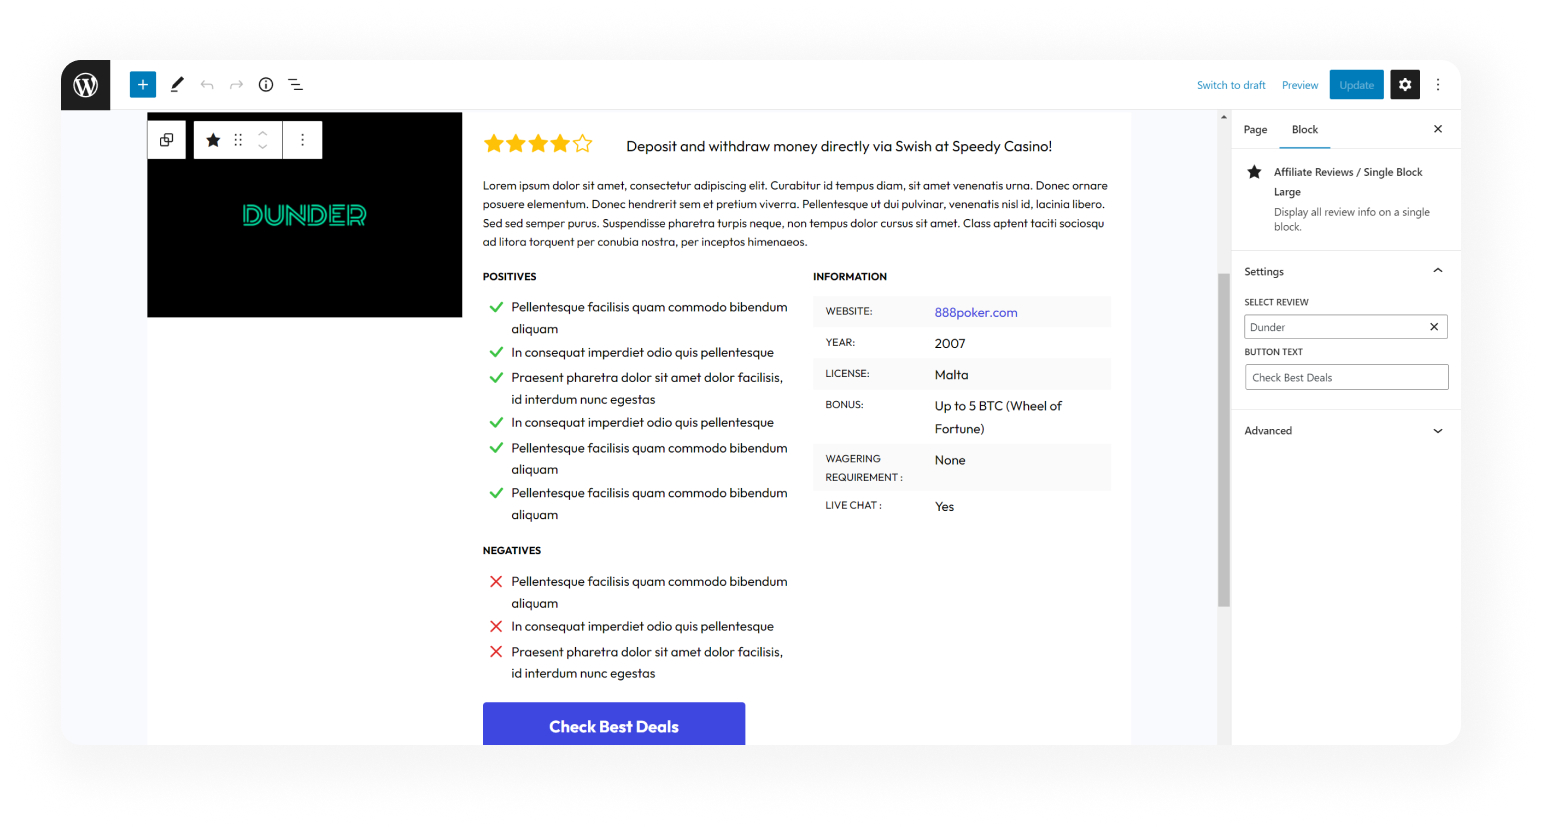 Switch to draft Preview Update
DUNDER
Deposit and withdraw money directly via Swish at Speedy Casino!
Lorem ipsum dolor sit amet, consectetur adipiscing elit. Curabitur id tempus diam, sit amet venenatis urna. Donec ornare
posuere elementum. Donec hendrerit sem et pretium viverra. Pellentesque ut dui pulvinar, venenatis nisl id, lacinia libero.
Sed sed semper purus. Suspendisse pharetra turpis neque, non tempus dolor cursus sit amet. Class aptent taciti sociosqu
ad litora torquent per conubia nostra, per inceptos himenaeos.
POSITIVES
Pellentesque facilisis quam commodo bibendum
aliquam
In consequat imperdiet odio quis pellentesque
Praesent pharetra dolor sit amet dolor facilisis,
id interdum nunc egestas
In consequat imperdiet odio quis pellentesque
Pellentesque facilisis quam commodo bibendum
aliquam
Pellentesque facilisis quam commodo bibendum
aliquam
NEGATIVES
Pellentesque facilisis quam commodo bibendum
aliquam
In consequat imperdiet odio quis pellentesque
Praesent pharetra dolor sit amet dolor facilisis,
id interdum nunc egestas
Check Best Deals
INFORMATION
WEBSITE: 888poker.com
YEAR: 2007
LICENSE: Malta
BONUS: Up to 5 BTC (Wheel of
Fortune)
WAGERING None
REQUIREMENT :
LIVE CHAT : Yes
Page Block
Affiliate Reviews / Single Block
Large
Display all review info on a single
block.
Settings
SELECT REVIEW
Dunder
BUTTON TEXT
Check Best Deals
Advanced